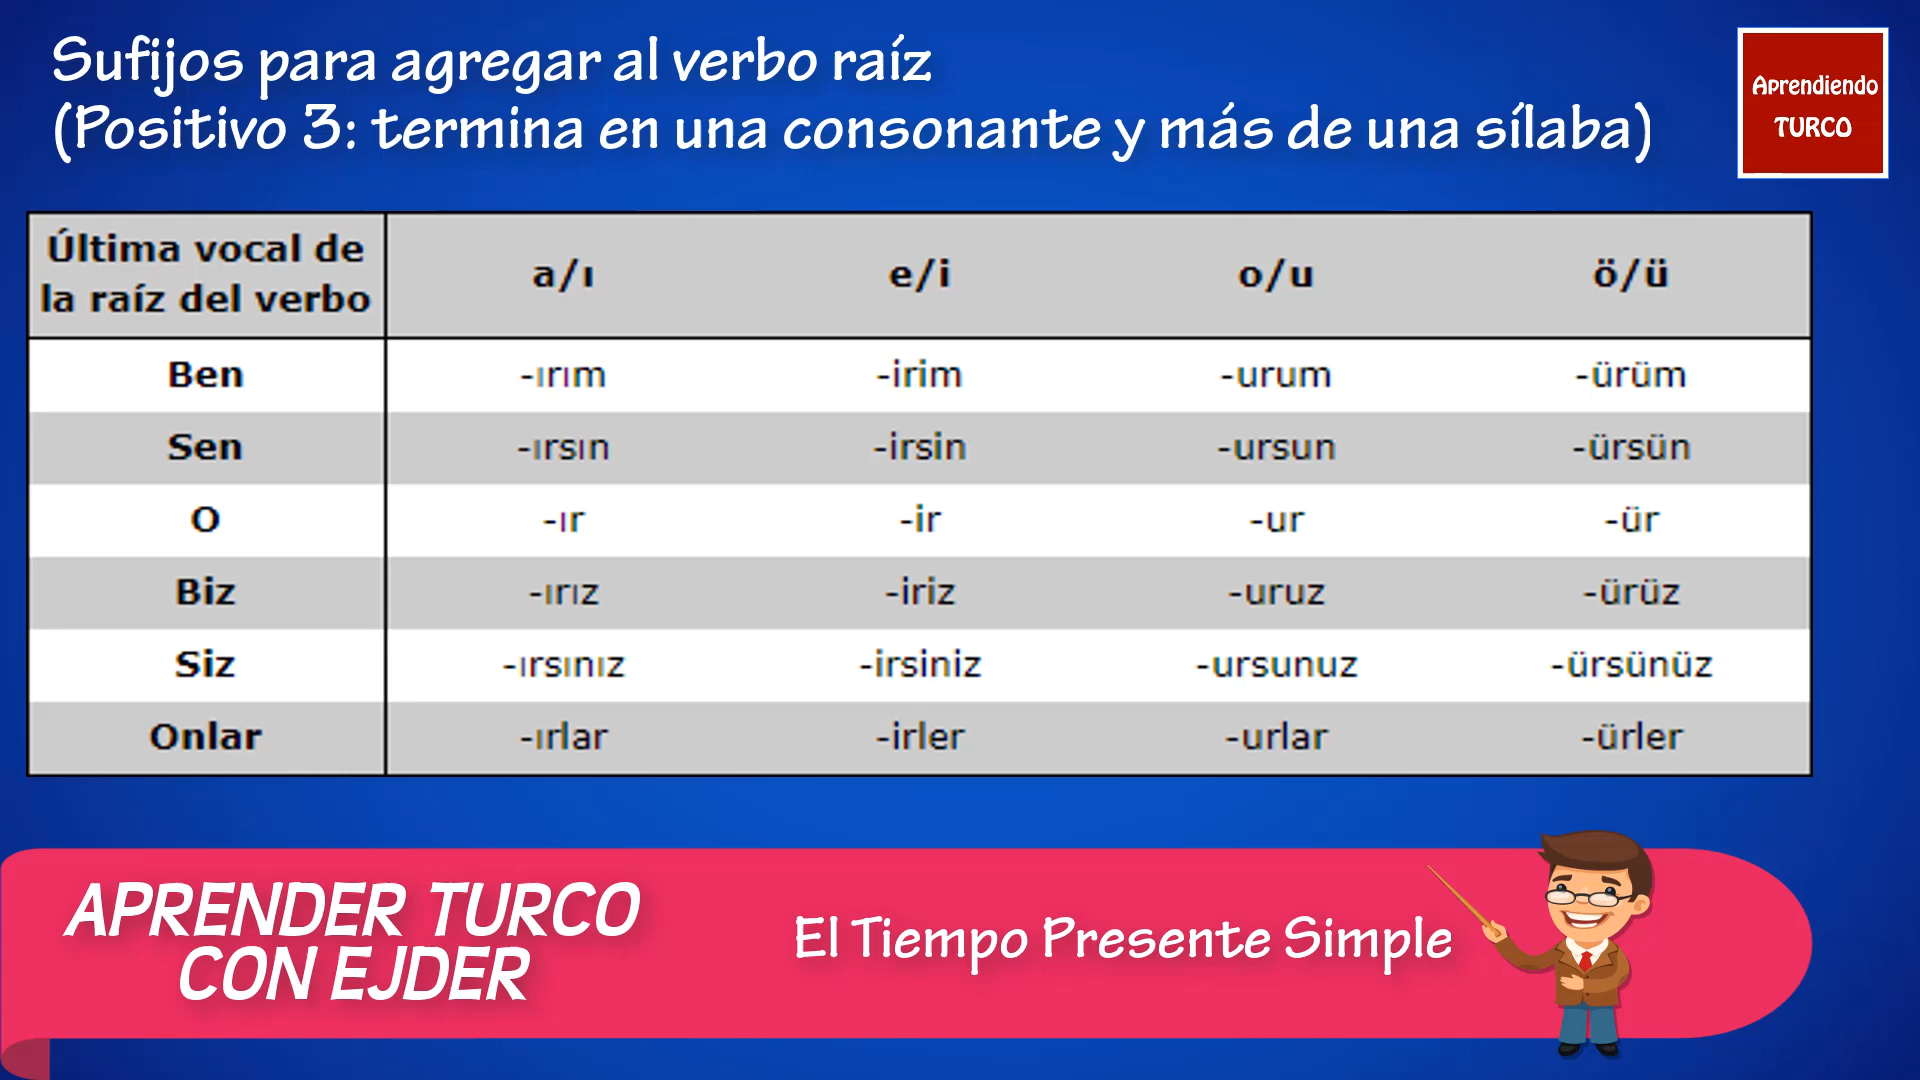 Sufijos para agregar al verbo raíz
(Positivo 3: termina en una consonante y más de una sílaba)
Aprendiendo
TURCO
Última vocal de
la raíz del verbo
a/ı e/i o/u ö/ü
Ben -ırım -irim -urum -ürüm
Sen -ırsın -irsin -ursun -ürsün
O -ır -ir -ur -ür
Biz -ırız -iriz -uruz -ürüz
Siz -ırsınız -irsiniz -ursunuz -ürsünüz
Onlar -ırlar -irler -urlar -ürler
APRENDER TURCO
CON EJDER
El Tiempo Presente Simple